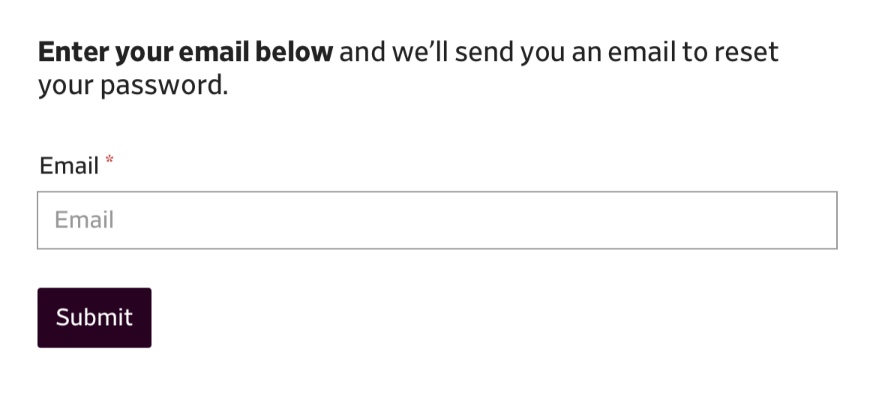 Enter your email below and we’ll send you an email to reset
your password.
Email *
Email
Submit